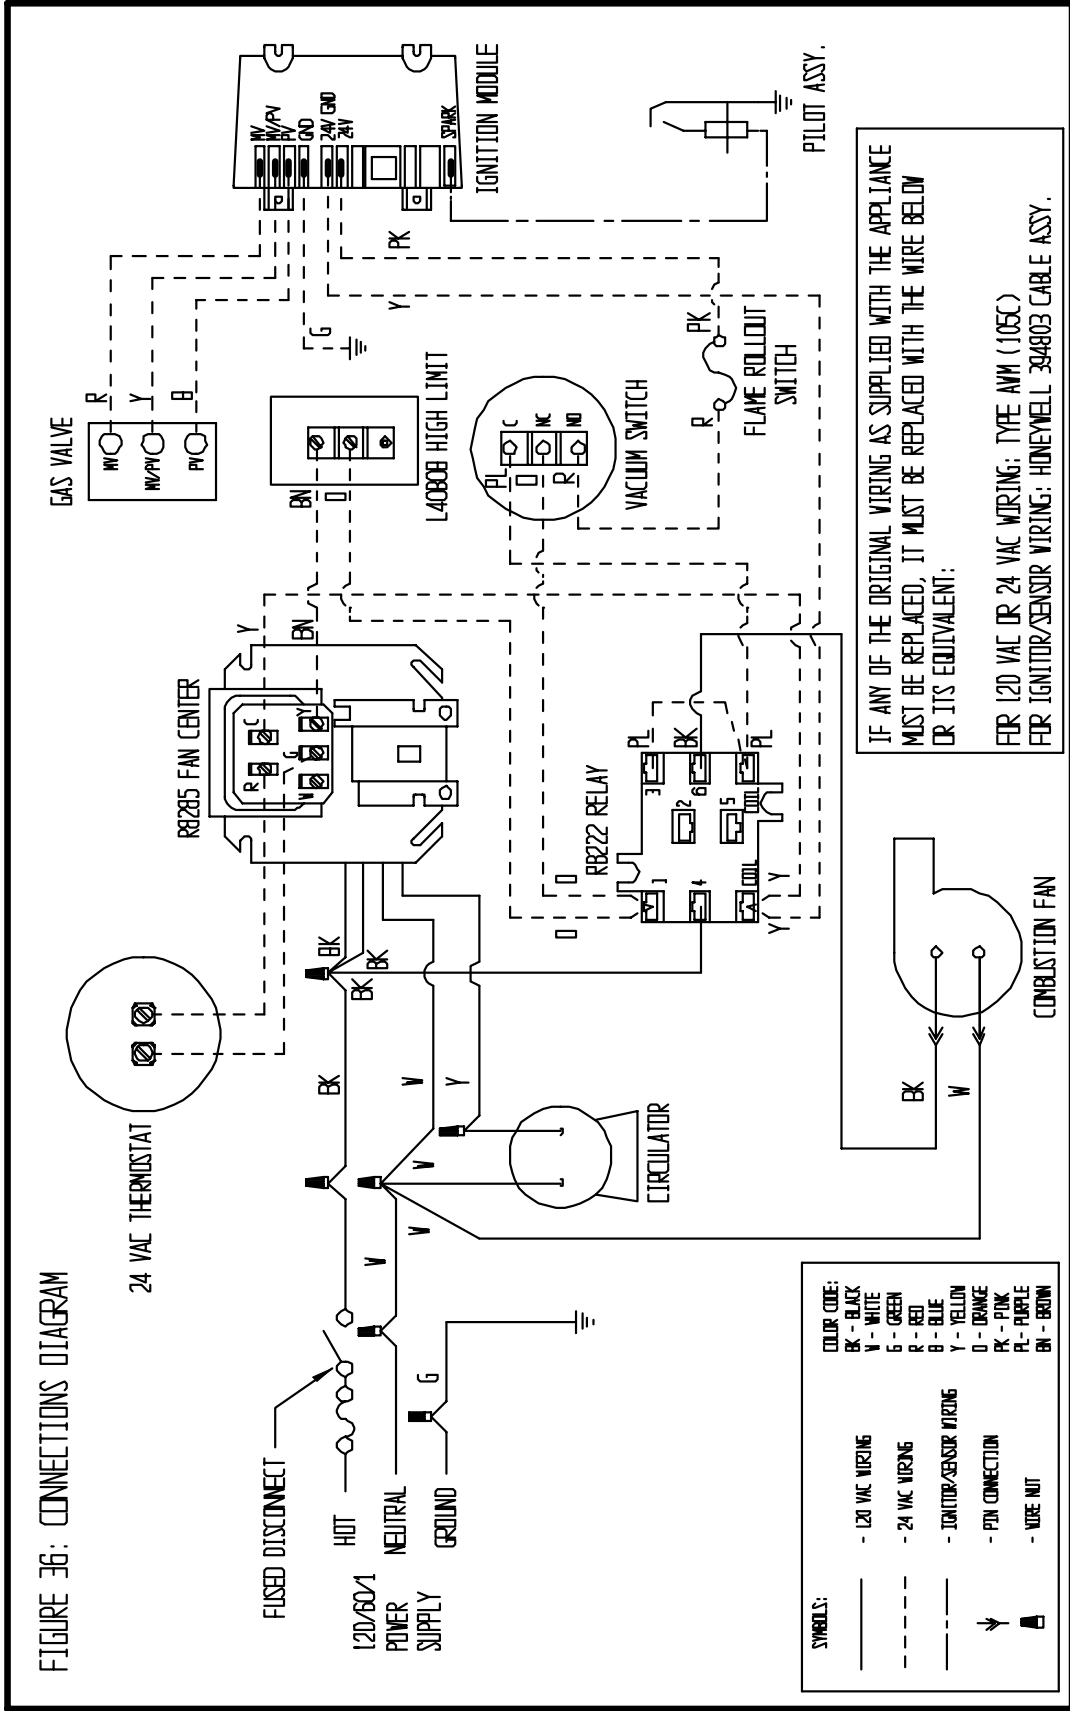 FIGURE 36: CONNECTIONS DIAGRAM
24 VAC THERMOSTAT
R8285 FAN CENTER
R
C
W
G
Y
Y
BN
GAS VALVE
MV
MV/PV
PV
R
Y
B
IGNITION MODULE
MV
MV/PV
PV
GND
24V GND
24V
SPARK
G
PK
Y
L4080B HIGH LIMIT
BN
O
VACUUM SWITCH
C
NC
NO
PL
O
R
FLAME ROLLOUT
SWITCH
R
PK
PILOT ASSY.
R8222 RELAY
1
2
3
4
5
6
COIL
COIL
PL
BK
PL
O
O
Y
Y
FUSED DISCONNECT
HOT
NEUTRAL
GROUND
120/60/1
POWER
SUPPLY
BK
BK
BK
BK
W
Y
W
W
W
G
CIRCULATOR
COMBUSTION FAN
BK
W
IF ANY OF THE ORIGINAL WIRING AS SUPPLIED WITH THE APPLIANCE
MUST BE REPLACED, IT MUST BE REPLACED WITH THE WIRE BELOW
OR ITS EQUIVALENT:
FOR 120 VAC OR 24 VAC WIRING: TYPE AWM (105C)
FOR IGNITOR/SENSOR WIRING: HONEYWELL 394803 CABLE ASSY.
SYMBOLS:
- 120 VAC WIRING
- 24 VAC WIRING
- IGNITOR/SENSOR WIRING
- PIN CONNECTION
- WIRE NUT
COLOR CODE:
BK - BLACK
W - WHITE
G - GREEN
R - RED
B - BLUE
Y - YELLOW
O - ORANGE
PK - PINK
PL - PURPLE
BN - BROWN